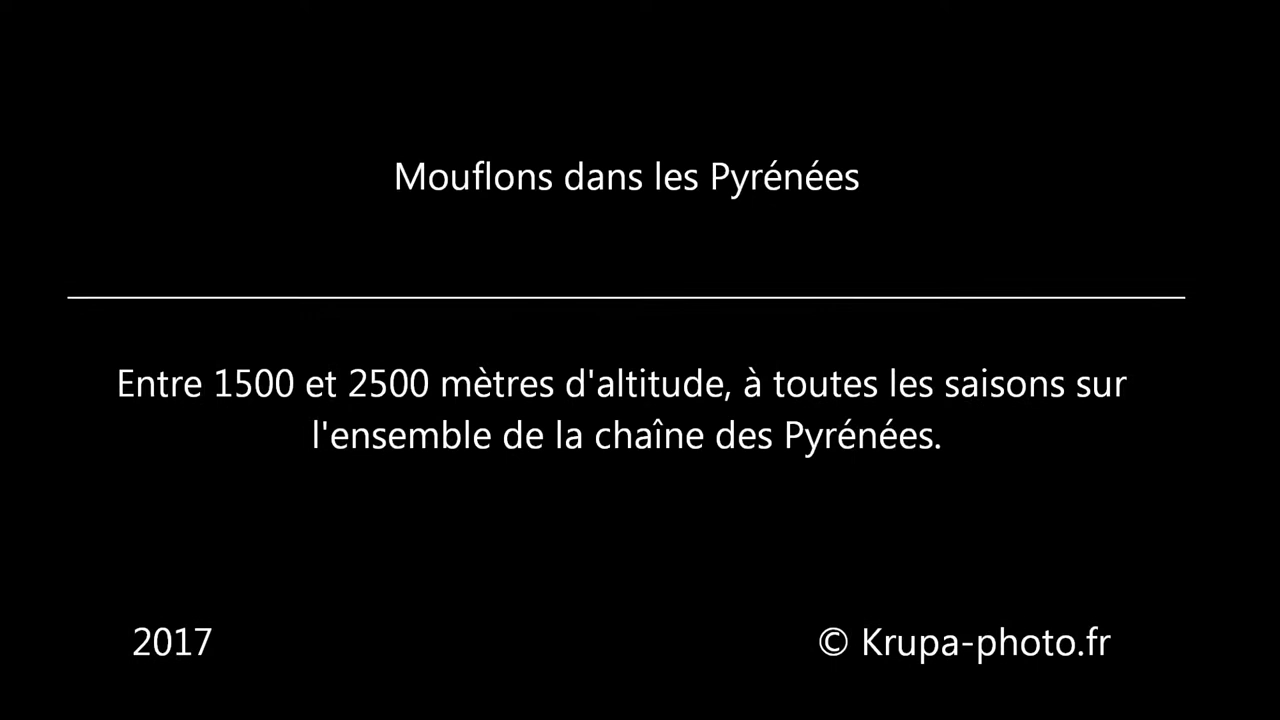 Mouflons dans les Pyrénées
Entre 1500 et 2500 mètres d'altitude, à toutes les saisons sur
l'ensemble de la chaîne des Pyrénées.
2017
© Krupa-photo.fr